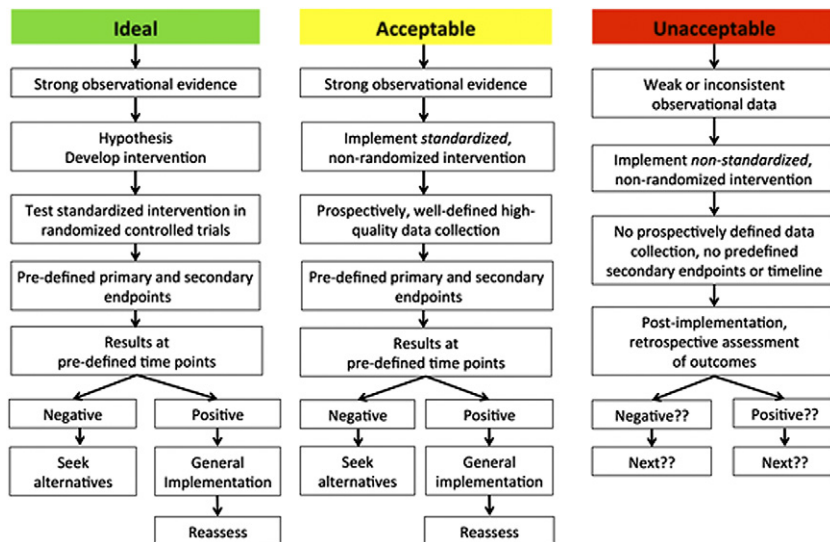 Ideal
Strong observational evidence
Hypothesis
Develop intervention
Test standardized intervention in
randomized controlled trials
Pre-defined primary and secondary
endpoints
Results at
pre-defined time points
Negative
Positive
Seek
alternatives
General
Implementation
Reassess
Acceptable
Strong observational evidence
Implement standardized,
non-randomized intervention
Prospectively, well-defined high-
quality data collection
Pre-defined primary and secondary
endpoints
Results at
pre-defined time points
Negative
Positive
Seek
alternatives
General
implementation
Reassess
Unacceptable
Weak or inconsistent
observational data
Implement non-standardized,
non-randomized intervention
No prospectively defined data
collection, no predefined
secondary endpoints or timeline
Post-implementation,
retrospective assessment
of outcomes
Negative??
Positive??
Next??
Next??